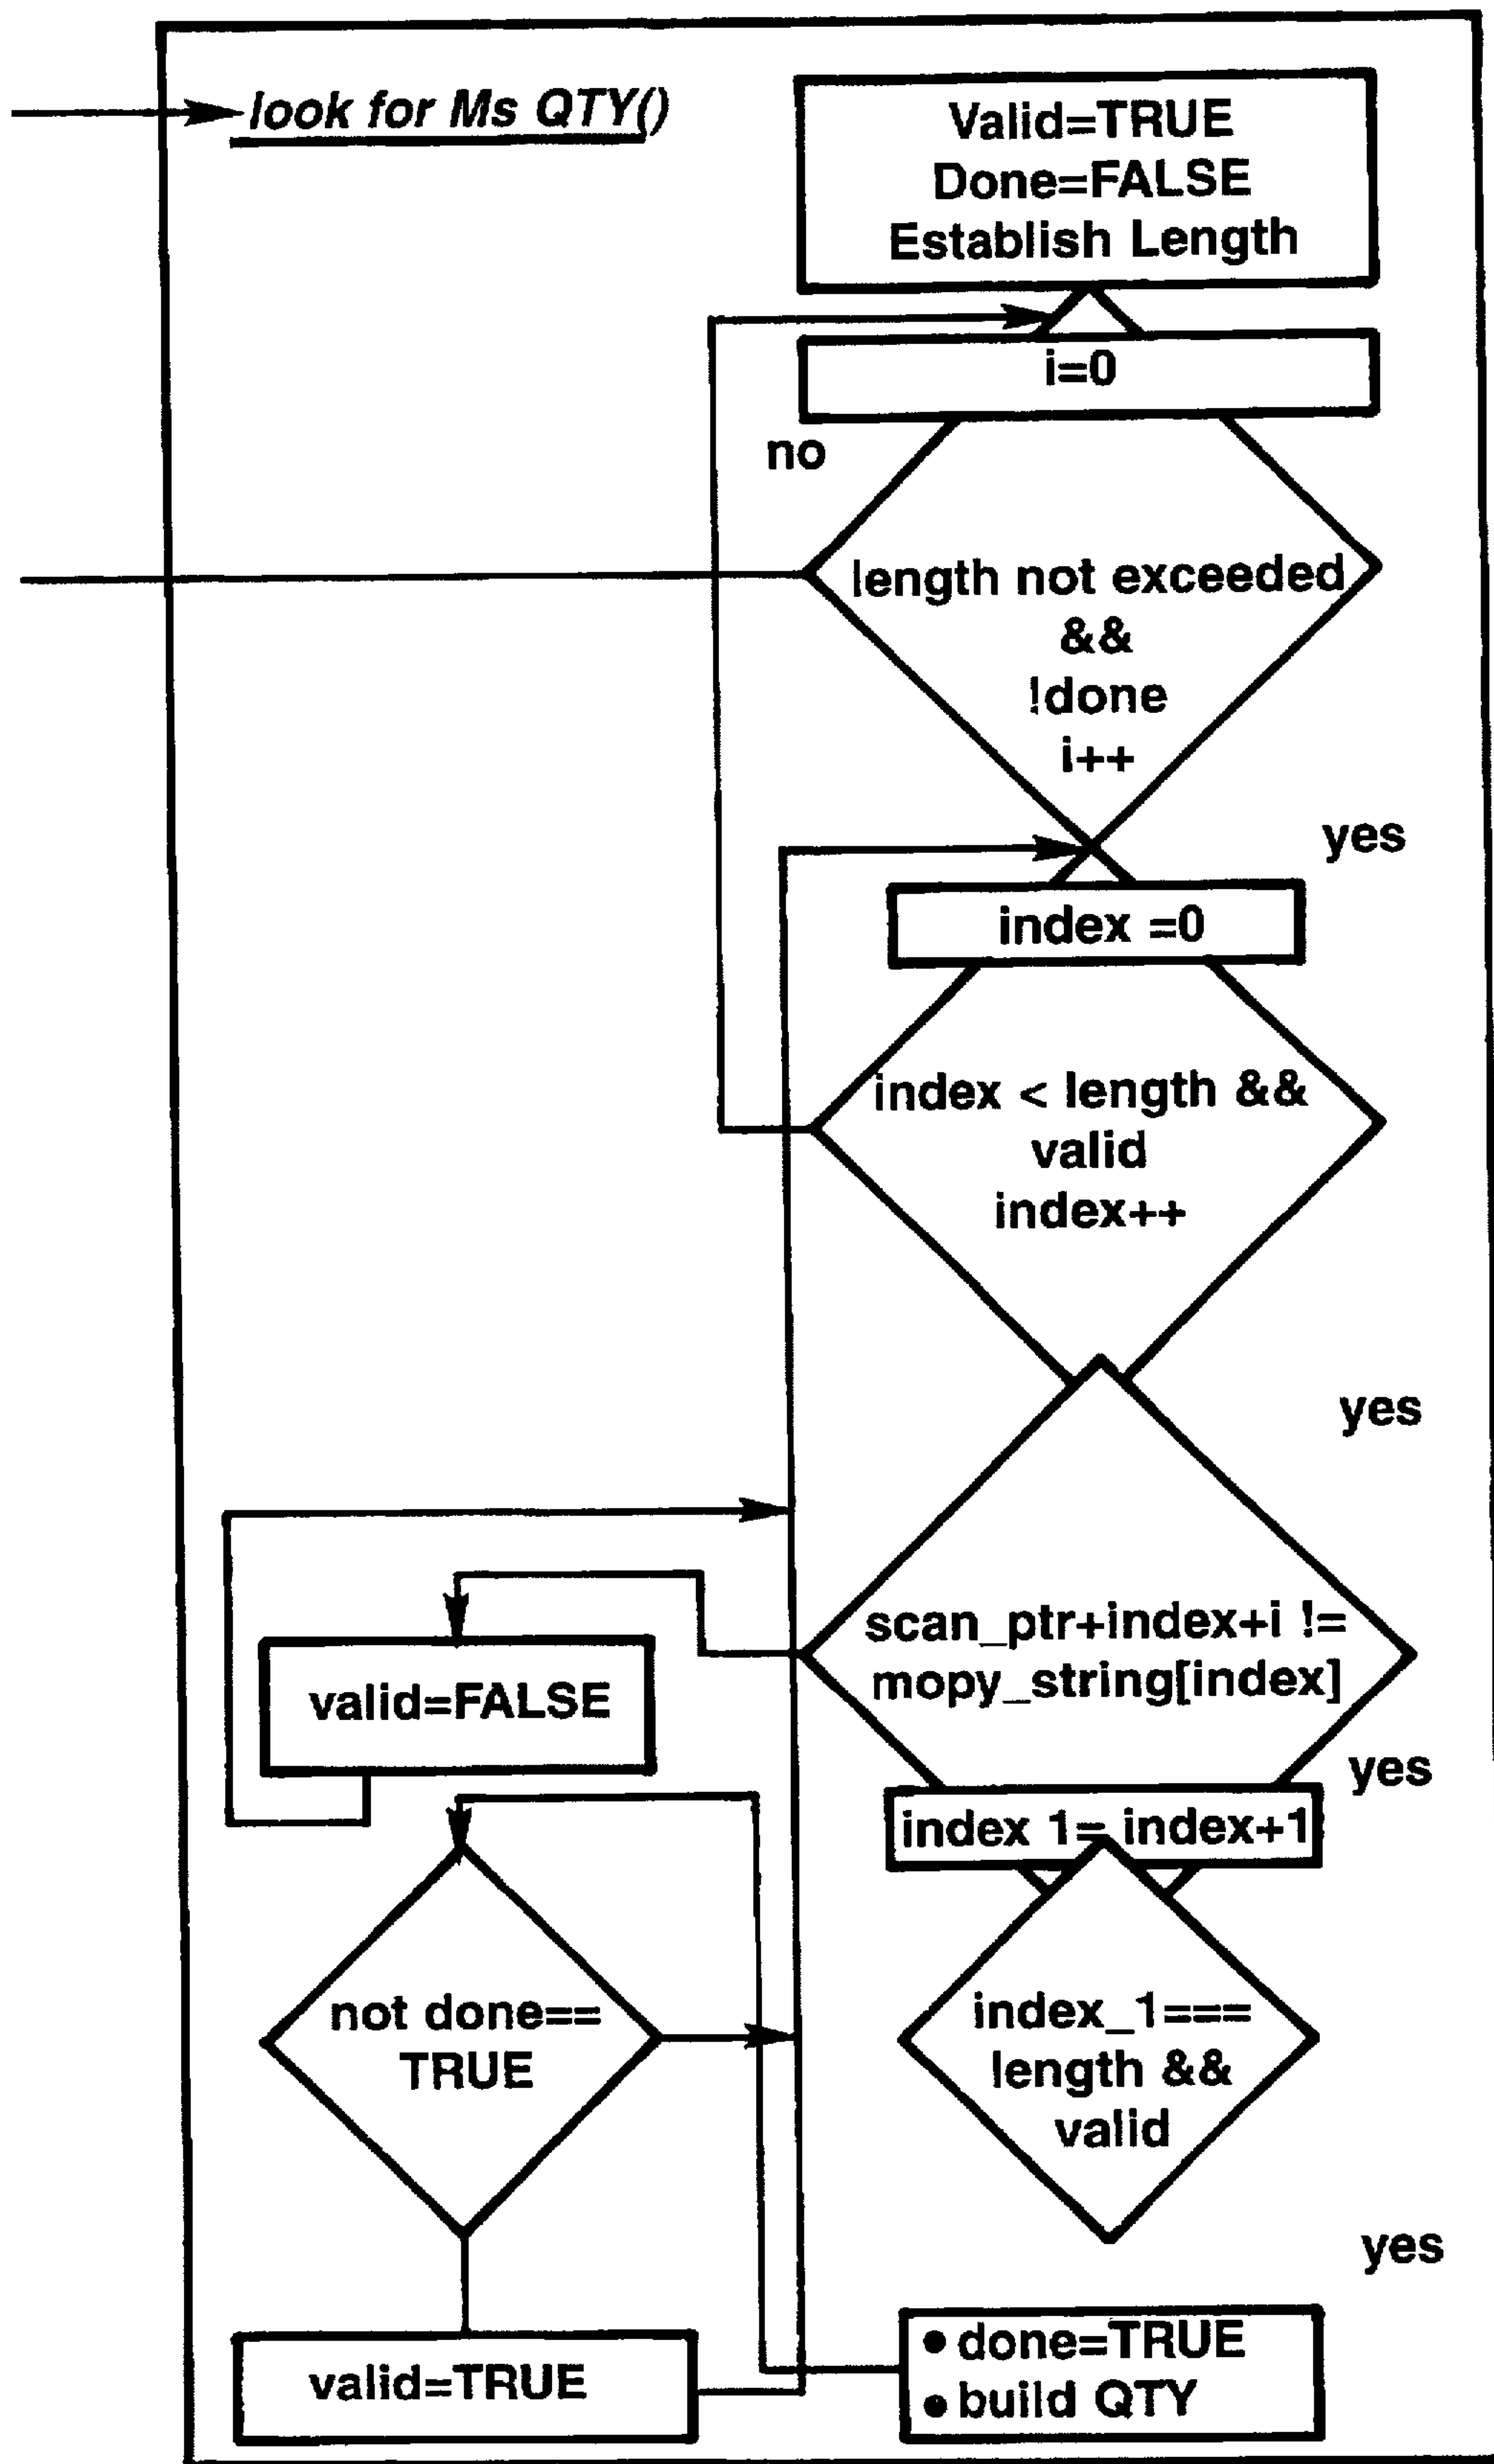 look for Ms QTY()
Valid=TRUE
Done=FALSE
Establish Length
i=0
no
length not exceeded
&&
!done
i++
yes
index =0
index < length &&
valid
index++
yes
scan_ptr+index+i !=
mopy_string[index]
valid=FALSE
yes
index 1= index+1
not done==
TRUE
index_1===
length &&
valid
yes
valid=TRUE
• done=TRUE
• build QTY